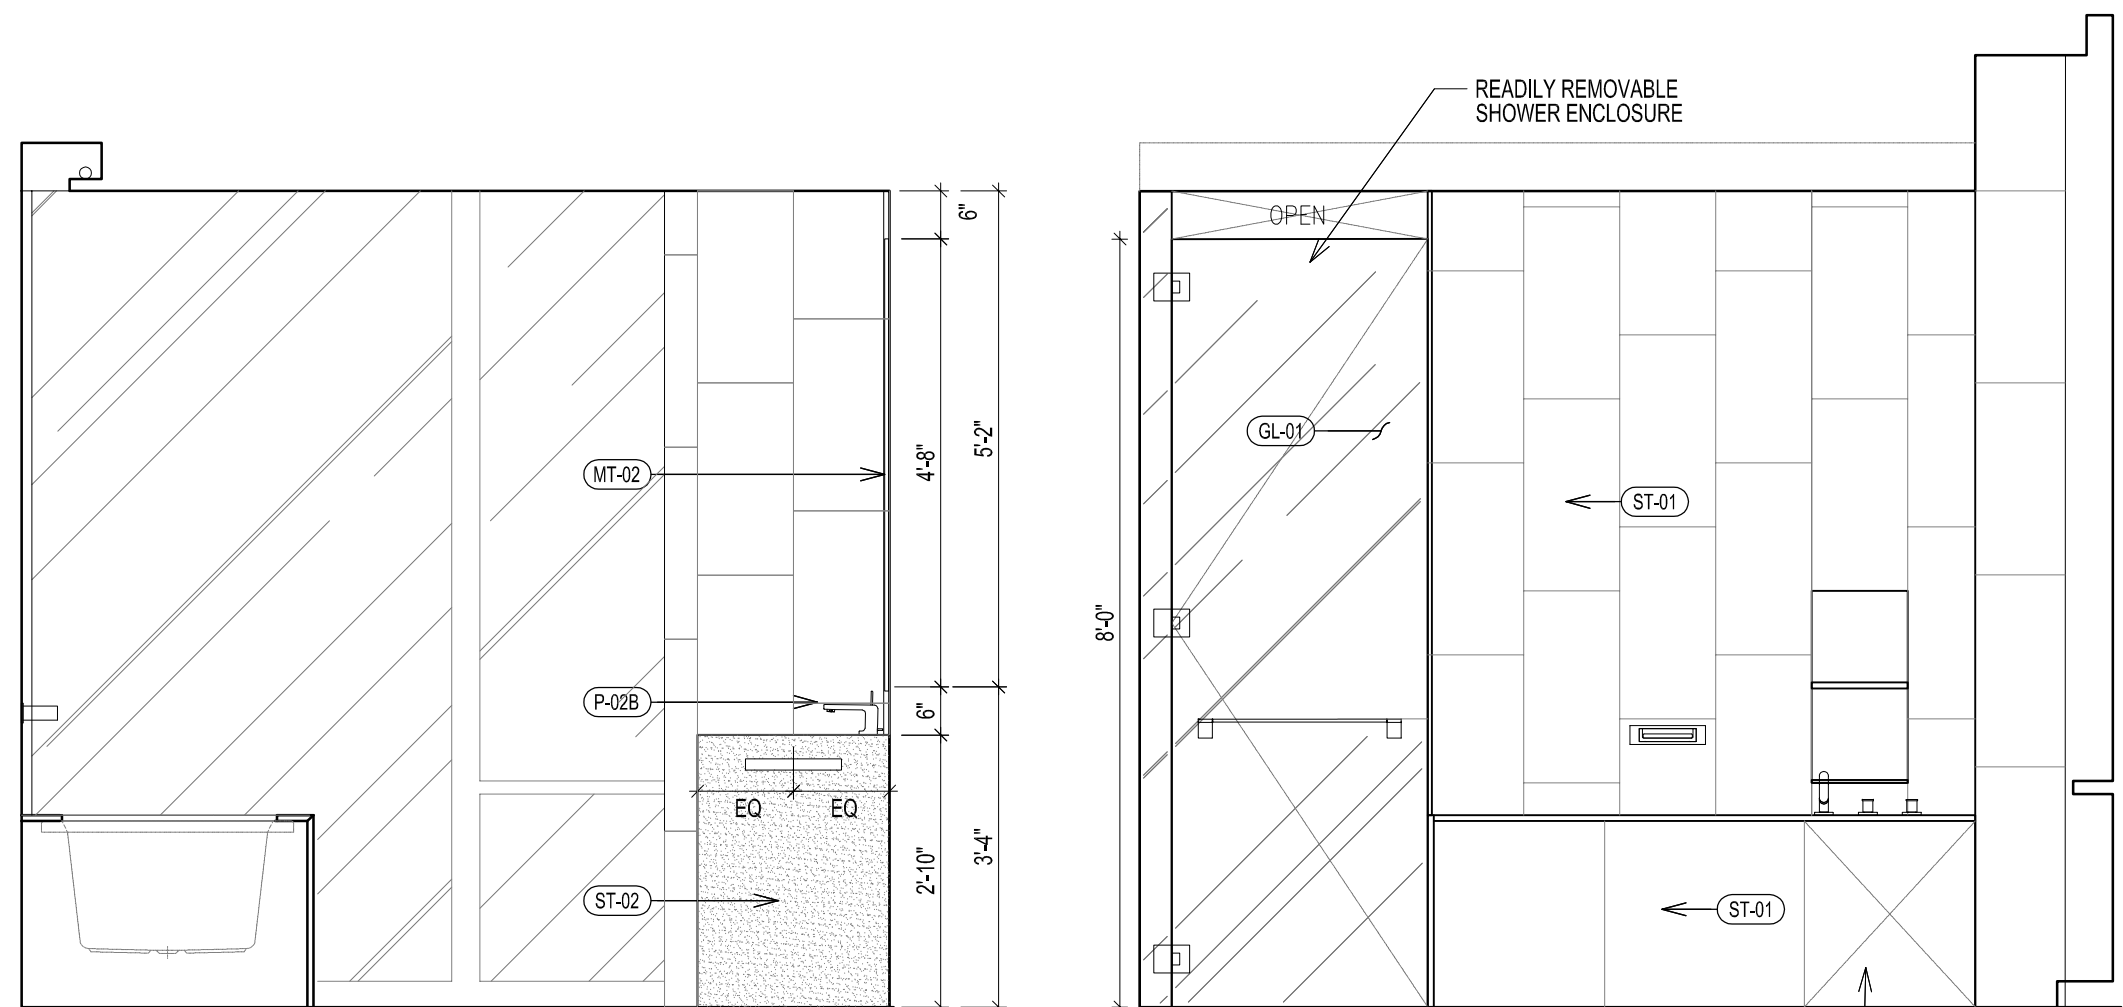 READILY REMOVABLE
SHOWER ENCLOSURE
OPEN
6"
5'-2"
4'-8"
GL-01
MT-02
ST-01
8'-0"
P-02B
6"
EQ EQ
2'-10"
3'-4"
ST-02
ST-01